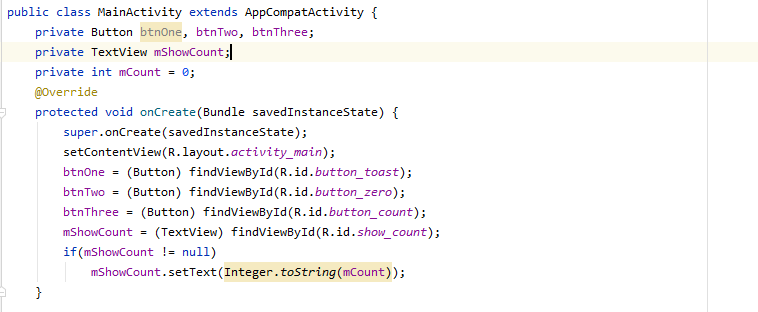 public class MainActivity extends AppCompatActivity {
    private Button btnOne, btnTwo, btnThree;
    private TextView mShowCount;
    private int mCount = 0;
    @Override
    protected void onCreate(Bundle savedInstanceState) {
        super.onCreate(savedInstanceState);
        setContentView(R.layout.activity_main);
        btnOne = (Button) findViewById(R.id.button_toast);
        btnTwo = (Button) findViewById(R.id.button_zero);
        btnThree = (Button) findViewById(R.id.button_count);
        mShowCount = (TextView) findViewById(R.id.show_count);
        if(mShowCount != null)
            mShowCount.setText(Integer.toString(mCount));
    }